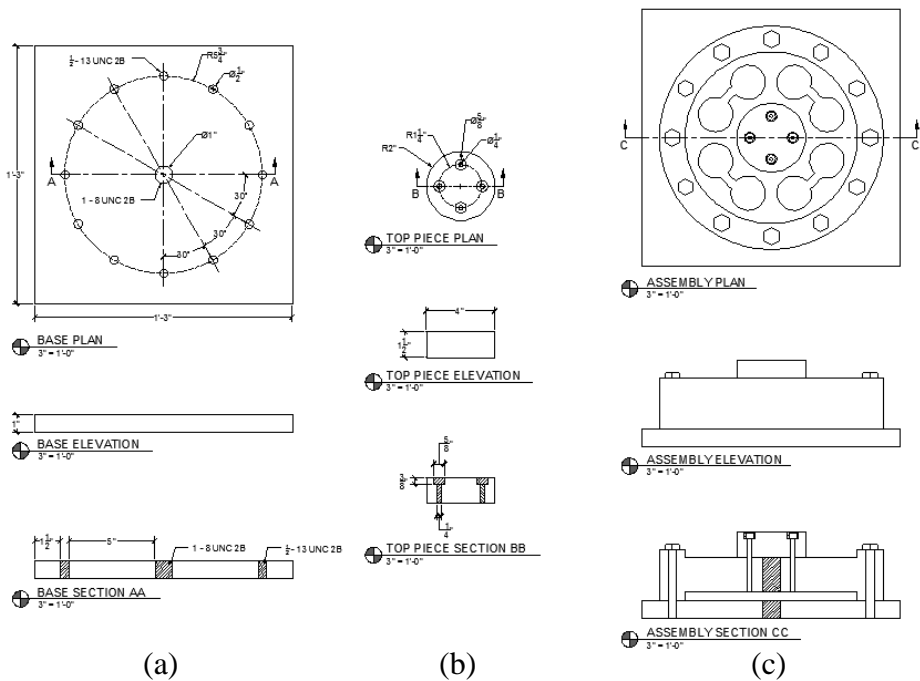 ½- 13 UNC 2B
R5¾"
Ø½"
Ø1"
A
A
1'-3"
1 - 8 UNC 2B
30°
30°
30°
1'-3"
BASE PLAN
3" = 1'-0"
1"
BASE ELEVATION
3" = 1'-0"
1½
5"
1 - 8 UNC 2B
½- 13 UNC 2B
BASE SECTION AA
3" = 1'-0"
(a)
Ø⅝"
R1¼"
Ø¼"
R2"
B
B
TOP PIECE PLAN
3" = 1'-0"
4"
1½"
TOP PIECE ELEVATION
3" = 1'-0"
⅝"
⅜"
¼"
TOP PIECE SECTION BB
3" = 1'-0"
(b)
C
C
ASSEMBLY PLAN
3" = 1'-0"
ASSEMBLY ELEVATION
3" = 1'-0"
ASSEMBLY SECTION CC
3" = 1'-0"
(c)